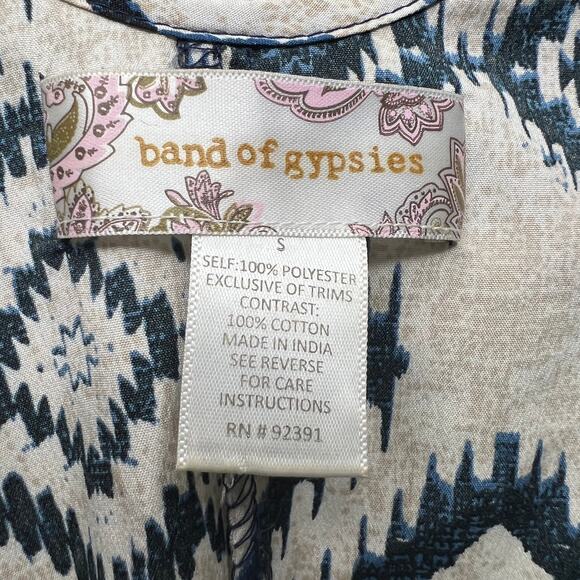 band of gypsies
S
SELF:100% POLYESTER
EXCLUSIVE OF TRIMS
CONTRAST:
100% COTTON
MADE IN INDIA
SEE REVERSE
FOR CARE
INSTRUCTIONS
RN # 92391